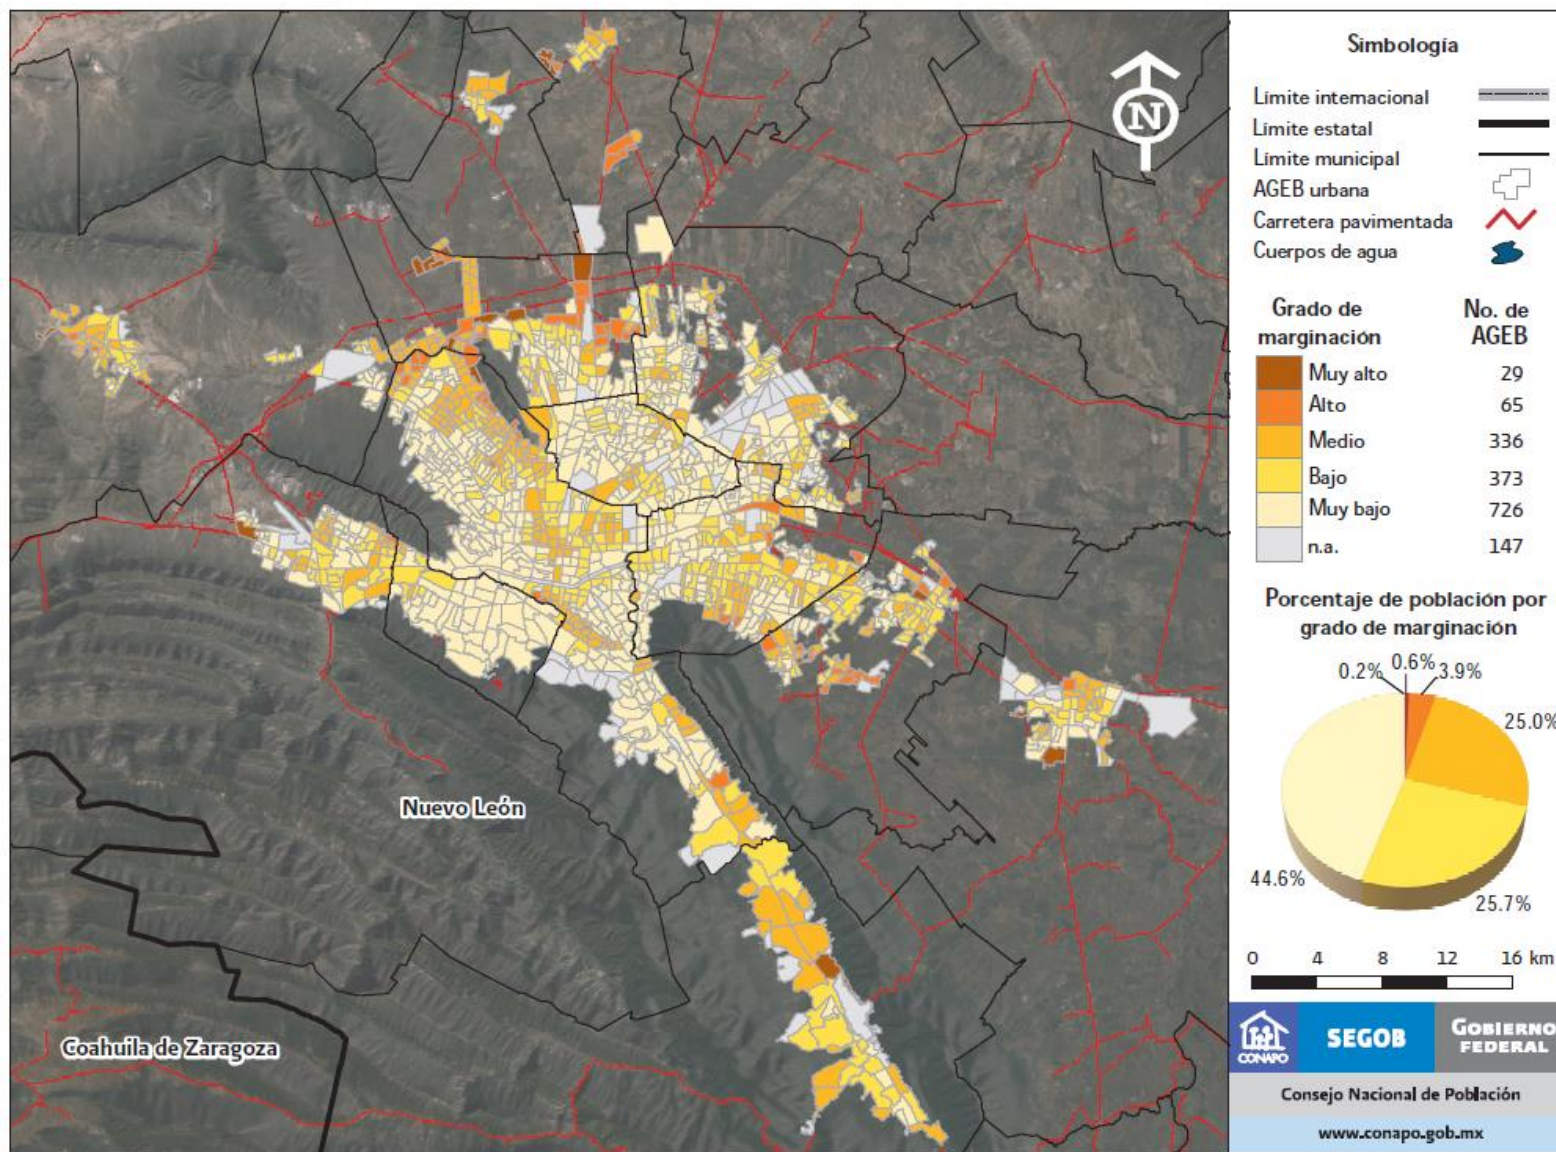 N
Nuevo León
Coahuila de Zaragoza
Simbología
Límite internacional
Límite estatal
Límite municipal
AGEB urbana
Carretera pavimentada
Cuerpos de agua
Grado de marginación
No. de AGEB
Muy alto 29
Alto 65
Medio 336
Bajo 373
Muy bajo 726
n.a. 147
Porcentaje de población por
grado de marginación
0.2% 0.6% 3.9%
25.0%
44.6%
25.7%
0 4 8 12 16 km
CONAPO
SEGOB
GOBIERNO
FEDERAL
Consejo Nacional de Población
www.conapo.gob.mx